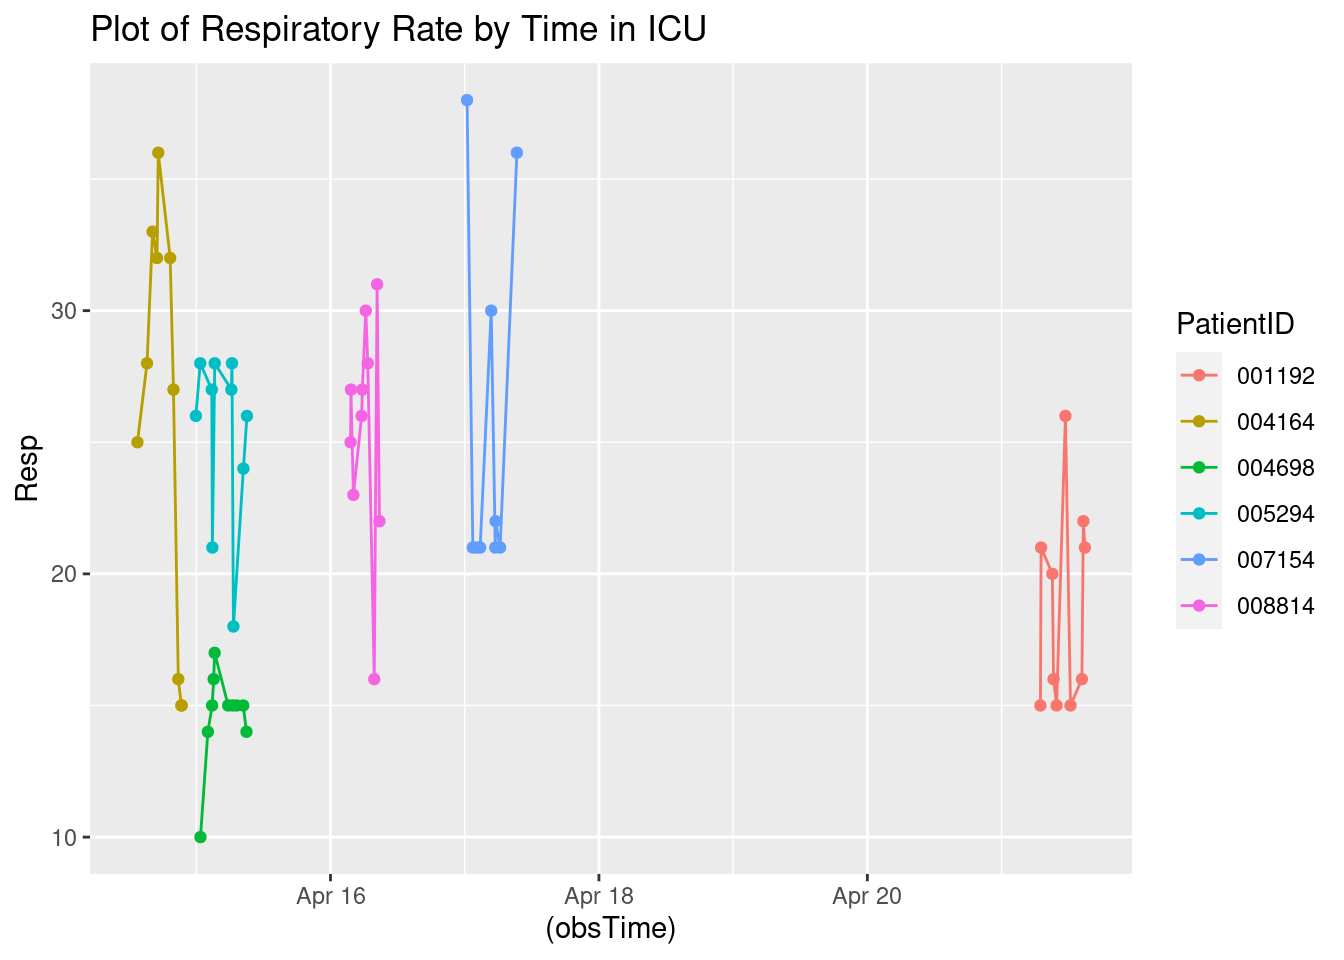 Plot of Respiratory Rate by Time in ICU
Resp
30
20
10
Apr 16
Apr 18
Apr 20
(obsTime)
PatientID
001192
004164
004698
005294
007154
008814